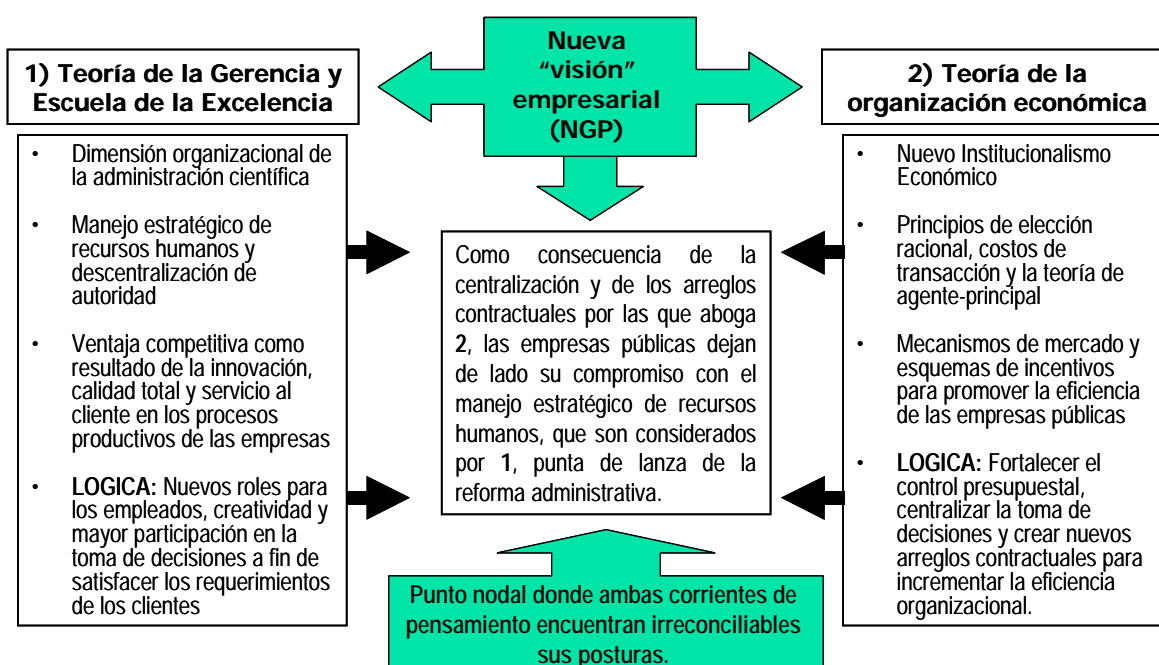 Nueva
“visión”
empresarial
(NGP)
1) Teoría de la Gerencia y
Escuela de la Excelencia
• Dimensión organizacional de
la administración científica
• Manejo estratégico de
recursos humanos y
descentralización de
autoridad
• Ventaja competitiva como
resultado de la innovación,
calidad total y servicio al
cliente en los procesos
productivos de las empresas
• LOGICA: Nuevos roles para
los empleados, creatividad y
mayor participación en la
toma de decisiones a fin de
satisfacer los requerimientos
de los clientes
Como consecuencia de la
centralización y de los arreglos
contractuales por las que aboga
2, las empresas públicas dejan
de lado su compromiso con el
manejo estratégico de recursos
humanos, que son considerados
por 1, punta de lanza de la
reforma administrativa.
2) Teoría de la
organización económica
• Nuevo Institucionalismo
Económico
• Principios de elección
racional, costos de
transacción y la teoría de
agente-principal
• Mecanismos de mercado y
esquemas de incentivos
para promover la eficiencia
de las empresas públicas
• LOGICA: Fortalecer el
control presupuestal,
centralizar la toma de
decisiones y crear nuevos
arreglos contractuales para
incrementar la eficiencia
organizacional.
Punto nodal donde ambas corrientes de
pensamiento encuentran irreconciliables
sus posturas.